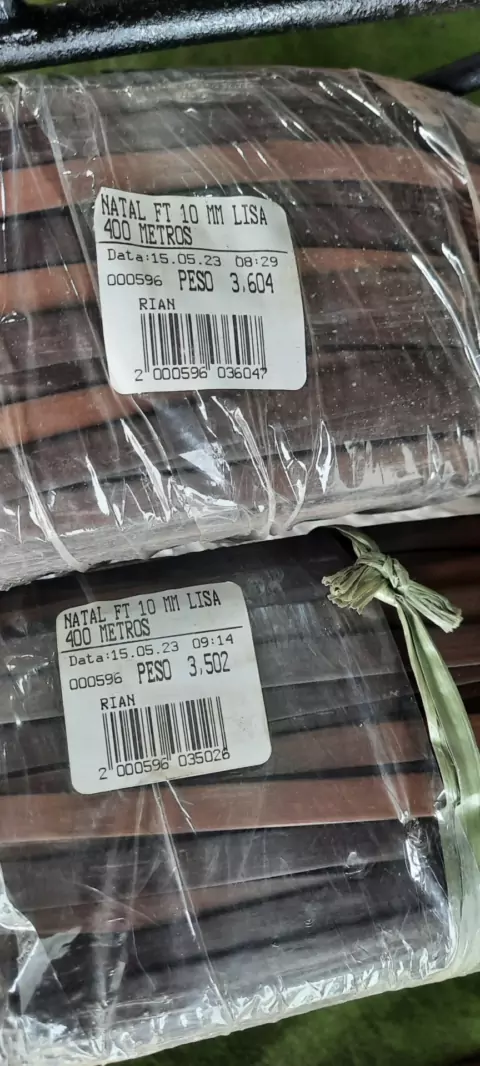 NATAL FT 10 MM LISA
400 METROS
Data:15.05.23 08:29
000596 PESO 3,604
RIAN
2 000596 036047
NATAL FT 10 MM LISA
400 METROS
Data:15.05.23 09:14
000596 PESO 3,502
RIAN
2 000596 035026